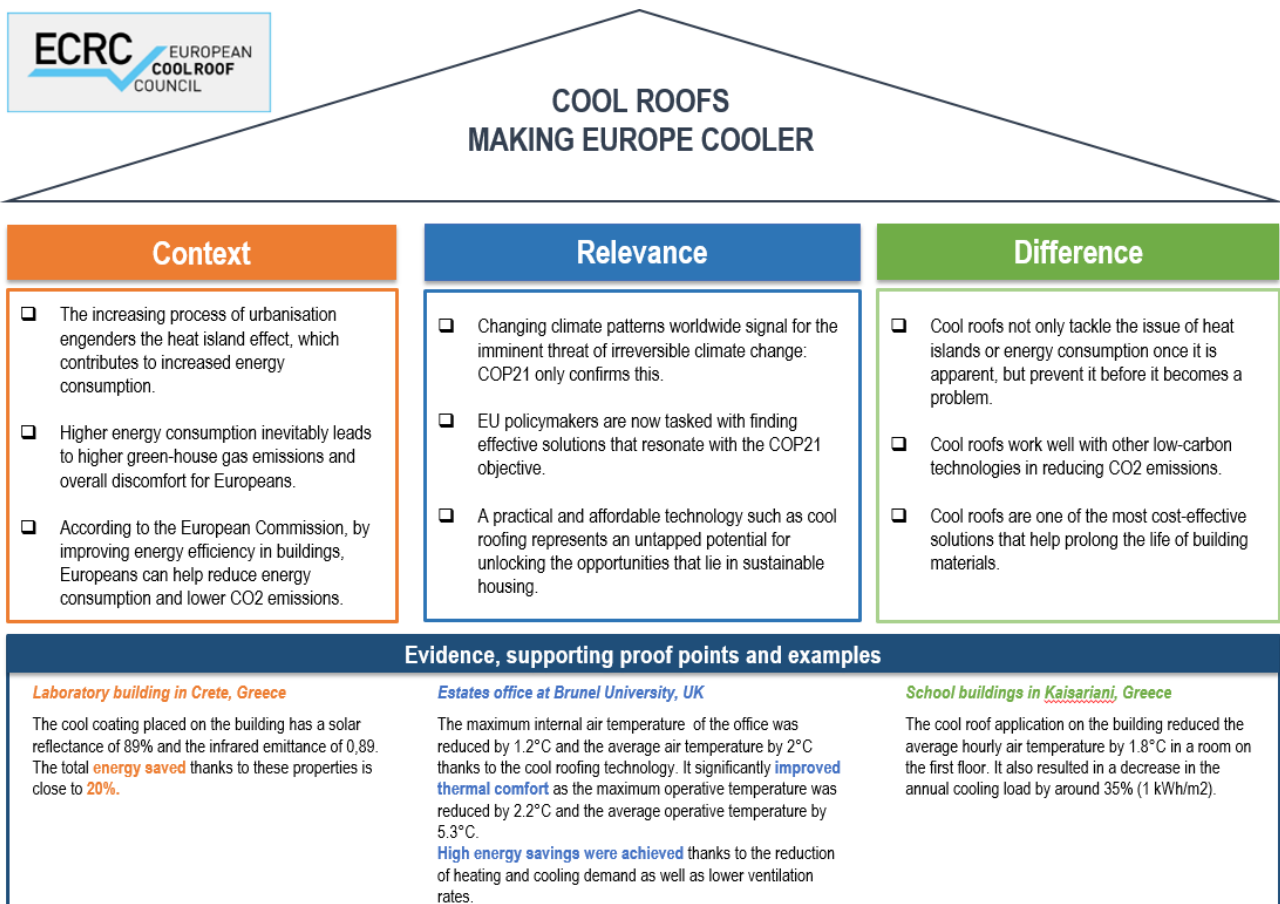 ECRC EUROPEAN
COOLROOF
COUNCIL
COOL ROOFS
MAKING EUROPE COOLER
Context
❑ The increasing process of urbanisation
engenders the heat island effect, which
contributes to increased energy
consumption.
❑ Higher energy consumption inevitably leads
to higher green-house gas emissions and
overall discomfort for Europeans.
❑ According to the European Commission, by
improving energy efficiency in buildings,
Europeans can help reduce energy
consumption and lower CO2 emissions.
Relevance
❑ Changing climate patterns worldwide signal for the
imminent threat of irreversible climate change:
COP21 only confirms this.
❑ EU policymakers are now tasked with finding
effective solutions that resonate with the COP21
objective.
❑ A practical and affordable technology such as cool
roofing represents an untapped potential for
unlocking the opportunities that lie in sustainable
housing.
Difference
❑ Cool roofs not only tackle the issue of heat
islands or energy consumption once it is
apparent, but prevent it before it becomes a
problem.
❑ Cool roofs work well with other low-carbon
technologies in reducing CO2 emissions.
❑ Cool roofs are one of the most cost-effective
solutions that help prolong the life of building
materials.
Evidence, supporting proof points and examples
Laboratory building in Crete, Greece
The cool coating placed on the building has a solar
reflectance of 89% and the infrared emittance of 0,89.
The total energy saved thanks to these properties is
close to 20%.
Estates office at Brunel University, UK
The maximum internal air temperature of the office was
reduced by 1.2°C and the average air temperature by 2°C
thanks to the cool roofing technology. It significantly improved
thermal comfort as the maximum operative temperature was
reduced by 2.2°C and the average operative temperature by
5.3°C.
High energy savings were achieved thanks to the reduction
of heating and cooling demand as well as lower ventilation
rates.
School buildings in Kaisariani, Greece
The cool roof application on the building reduced the
average hourly air temperature by 1.8°C in a room on
the first floor. It also resulted in a decrease in the
annual cooling load by around 35% (1 kWh/m2).